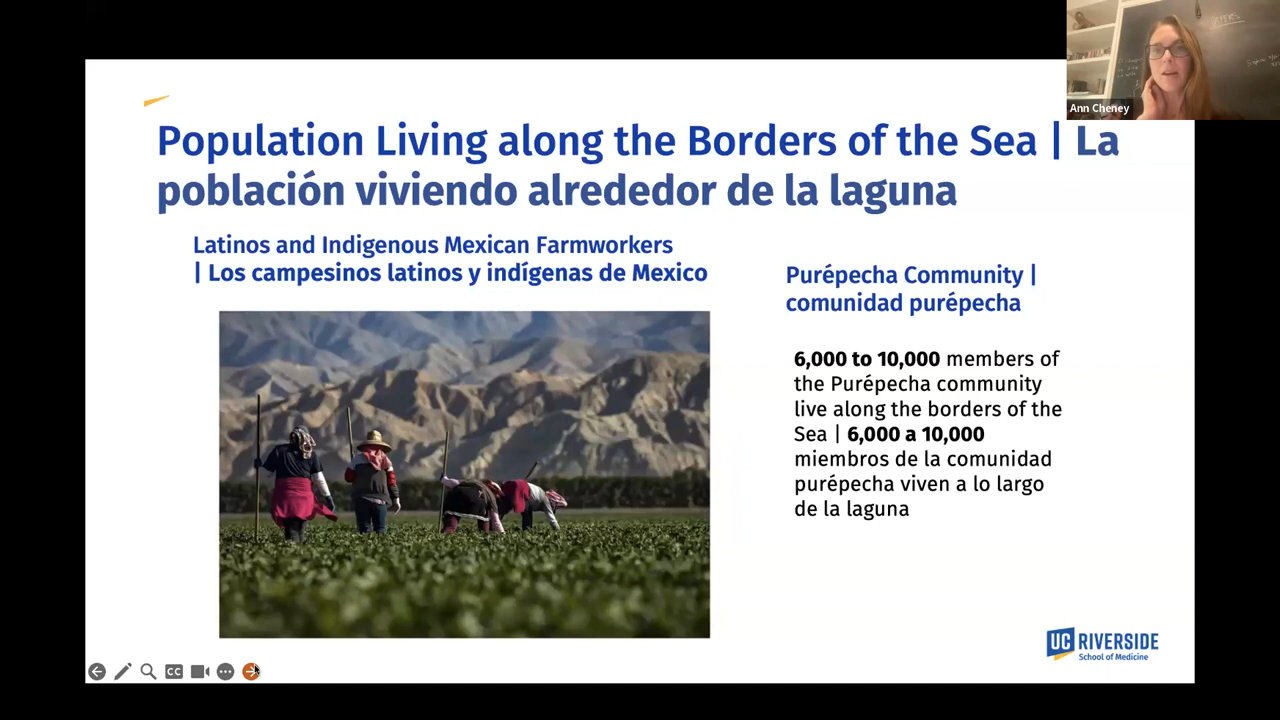 Population Living along the Borders of the Sea | La
población viviendo alrededor de la laguna
Latinos and Indigenous Mexican Farmworkers
| Los campesinos latinos y indígenas de Mexico
Purépecha Community |
comunidad purépecha
6,000 to 10,000 members of
the Purépecha community
live along the borders of the
Sea | 6,000 a 10,000
miembros de la comunidad
purépecha viven a lo largo
de la laguna
UC RIVERSIDE
School of Medicine
CC
Ann Cheney